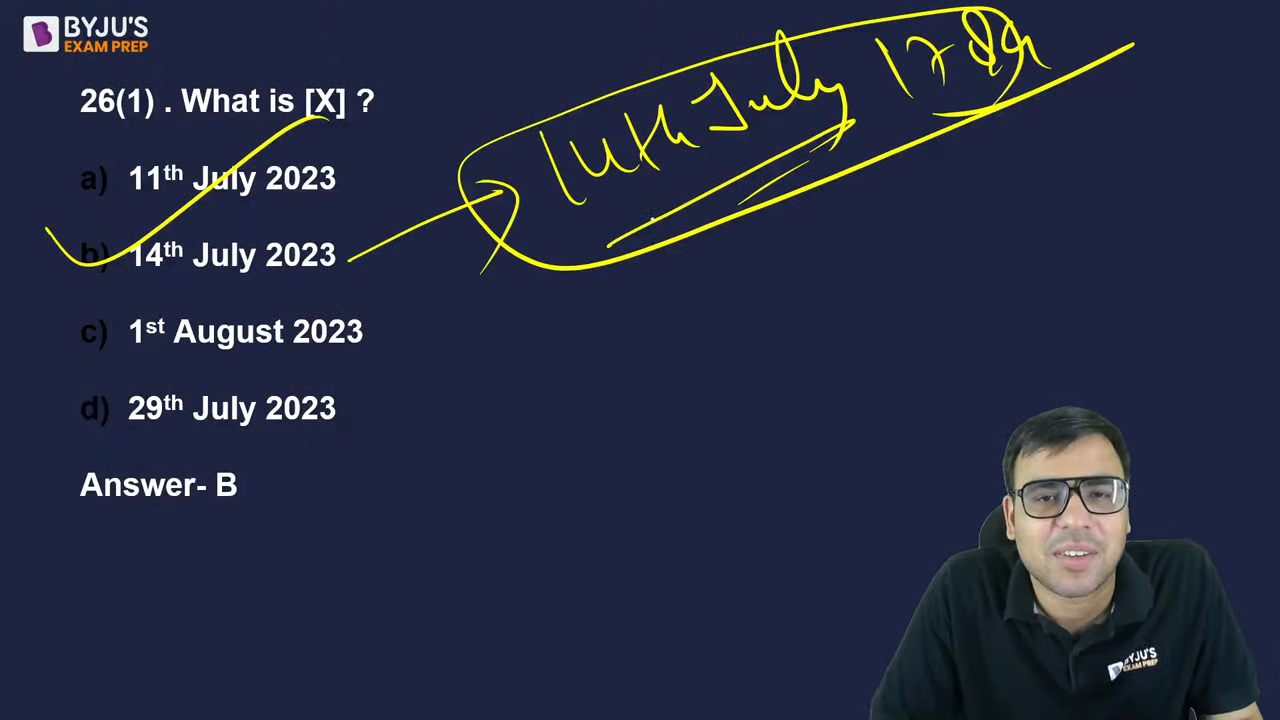 BYJU'S
EXAM PREP
14th July 1789
26(1) . What is [X] ?
a) 11th July 2023
b) 14th July 2023
c) 1st August 2023
d) 29th July 2023
Answer- B
BYJU'S
EXAM PREP